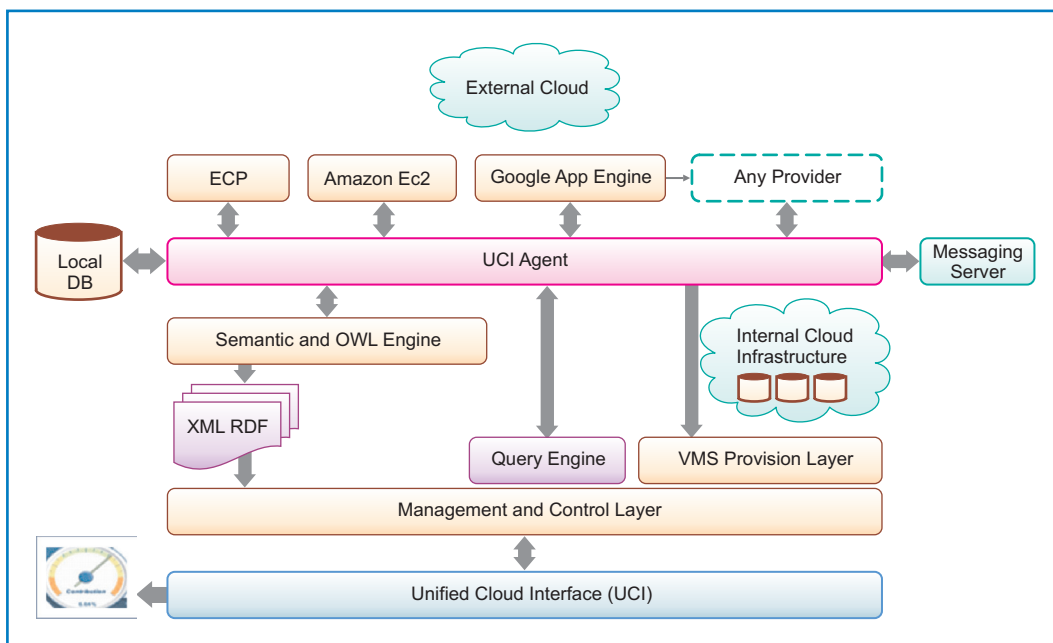 External Cloud
ECP
Amazon Ec2
Google App Engine
Any Provider
Local
DB
UCI Agent
Messaging
Server
Semantic and OWL Engine
Internal Cloud
Infrastructure
XML RDF
Query Engine
VMS Provision Layer
Management and Control Layer
Contribution
Unified Cloud Interface (UCI)